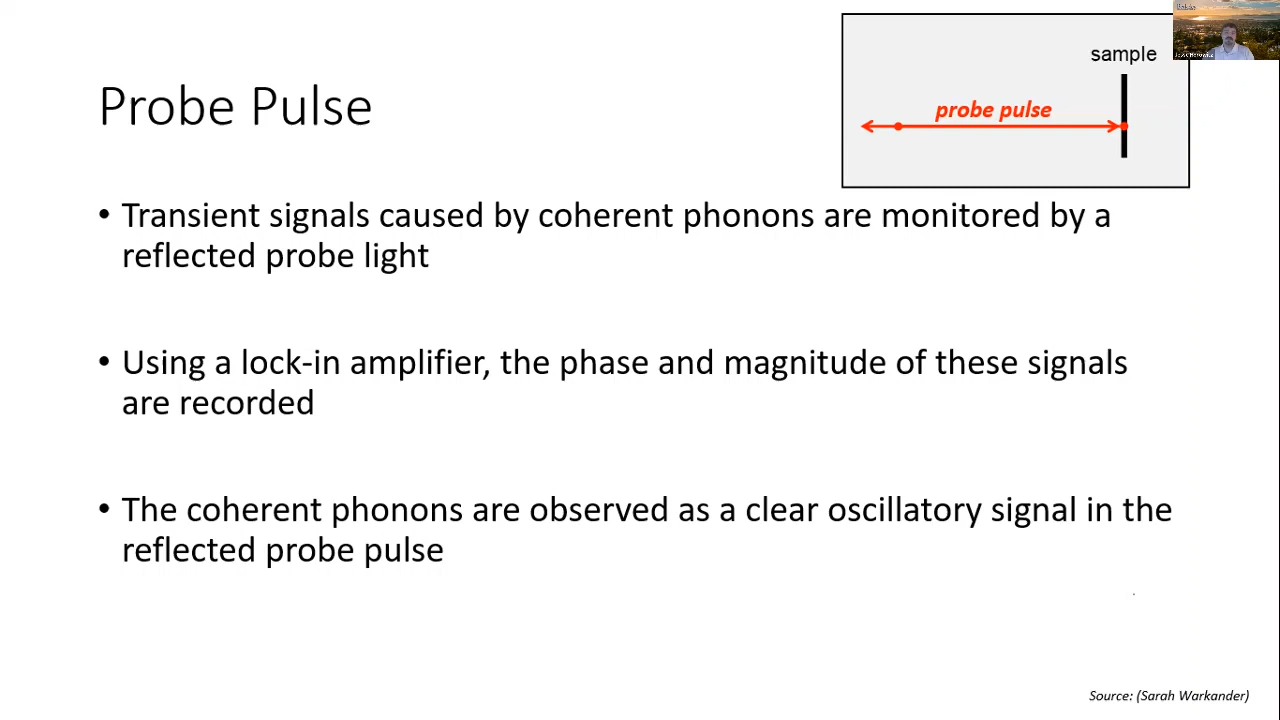 Probe Pulse
sample
probe pulse
• Transient signals caused by coherent phonons are monitored by a
reflected probe light
• Using a lock-in amplifier, the phase and magnitude of these signals
are recorded
• The coherent phonons are observed as a clear oscillatory signal in the
reflected probe pulse
Source: (Sarah Warkander)